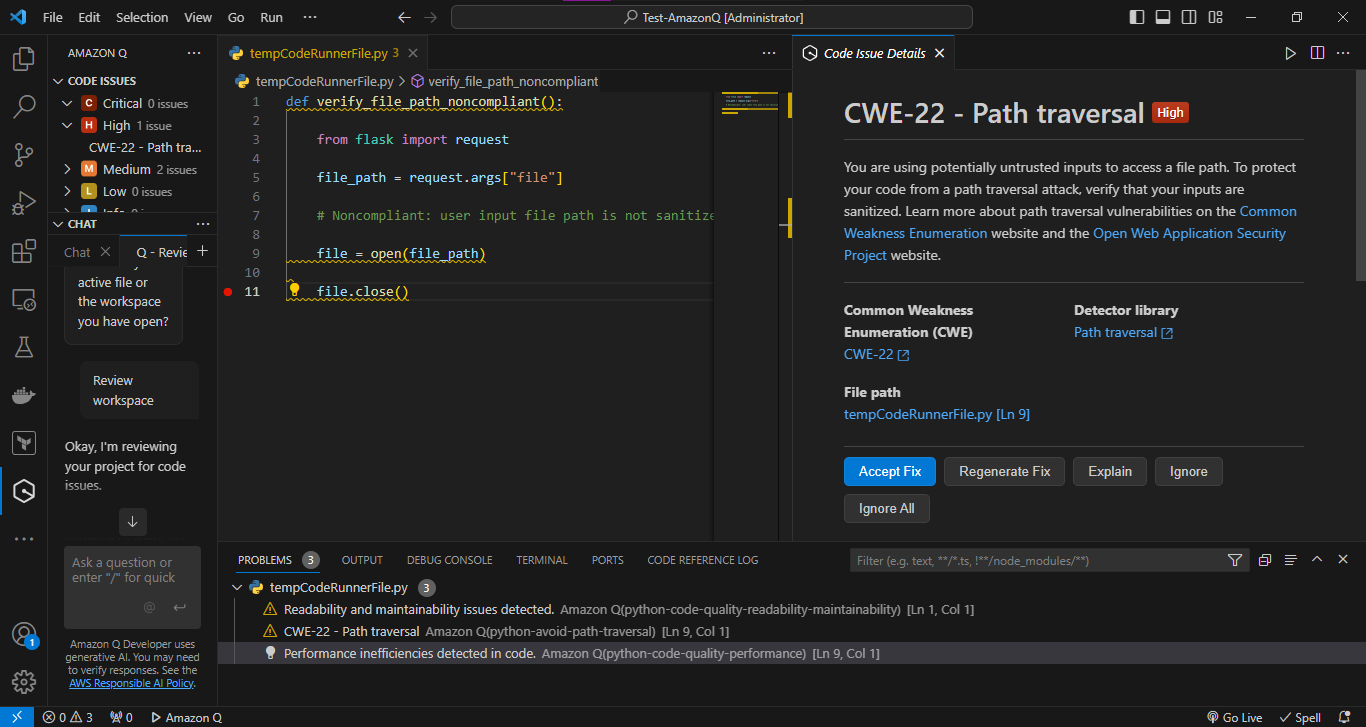 File Edit Selection View Go Run ···
Test-AmazonQ [Administrator]
AMAZON Q
CODE ISSUES
C Critical 0 issues
H High 1 issue
CWE-22 - Path tra...
M Medium 2 issues
L Low 0 issues
CHAT
Chat
Q - Revie
active file or
the workspace
you have open?
Review
workspace
Okay, I'm reviewing
your project for code
issues.
Ask a question or
enter "/" for quick
@
Amazon Q Developer uses
generative AI. You may need
to verify responses. See the
AWS Responsible AI Policy.
1
tempCodeRunnerFile.py 3
tempCodeRunnerFile.py > verify_file_path_noncompliant
1 def verify_file_path_noncompliant():
2
3 from flask import request
4
5 file_path = request.args["file"]
6
7 # Noncompliant: user input file path is not sanitize
8
9 file = open(file_path)
10
11 file.close()
Code Issue Details
CWE-22 - Path traversal High
You are using potentially untrusted inputs to access a file path. To protect
your code from a path traversal attack, verify that your inputs are
sanitized. Learn more about path traversal vulnerabilities on the Common
Weakness Enumeration website and the Open Web Application Security
Project website.
Common Weakness
Enumeration (CWE)
CWE-22
Detector library
Path traversal
File path
tempCodeRunnerFile.py [Ln 9]
Accept Fix Regenerate Fix Explain Ignore
Ignore All
PROBLEMS 3 OUTPUT DEBUG CONSOLE TERMINAL PORTS CODE REFERENCE LOG
Filter (e.g. text, **/*.ts, !**/node_modules/**)
tempCodeRunnerFile.py 3
Readability and maintainability issues detected. Amazon Q(python-code-quality-readability-maintainability) [Ln 1, Col 1]
CWE-22 - Path traversal Amazon Q(python-avoid-path-traversal) [Ln 9, Col 1]
Performance inefficiencies detected in code. Amazon Q(python-code-quality-performance) [Ln 9, Col 1]
0 3 0 Amazon Q
Go Live Spell